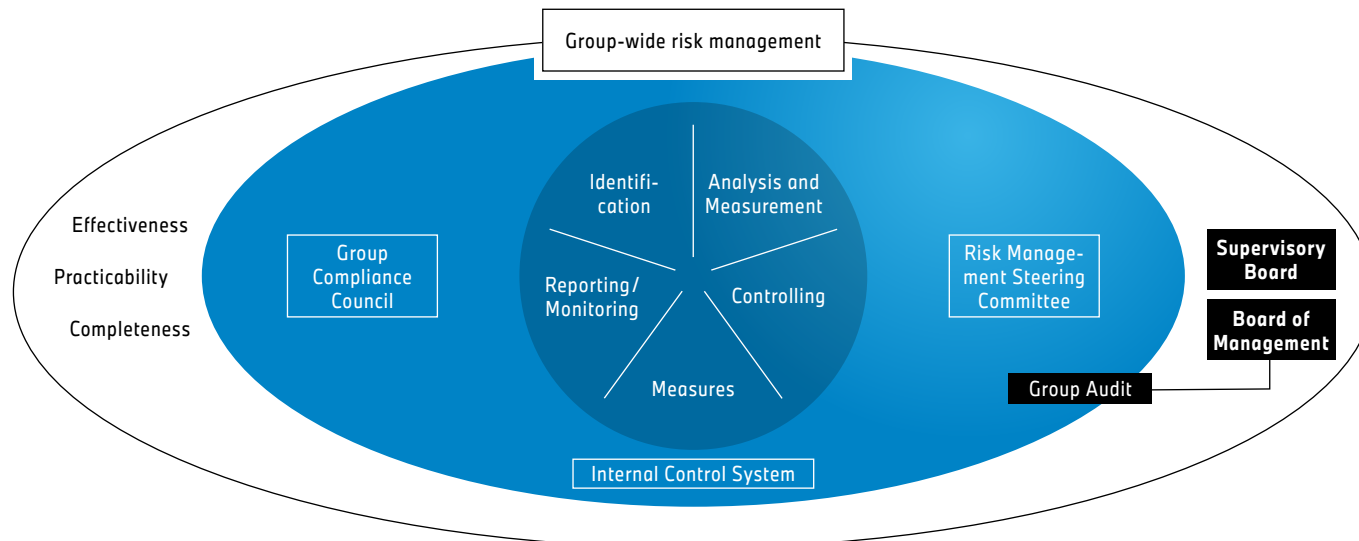 Group-wide risk management
Identifi-
cation
Analysis and
Measurement
Effectiveness
Practicability
Completeness
Group
Compliance
Council
Reporting/
Monitoring
Controlling
Measures
Risk Manage-
ment Steering
Committee
Supervisory
Board
Board of
Management
Group Audit
Internal Control System